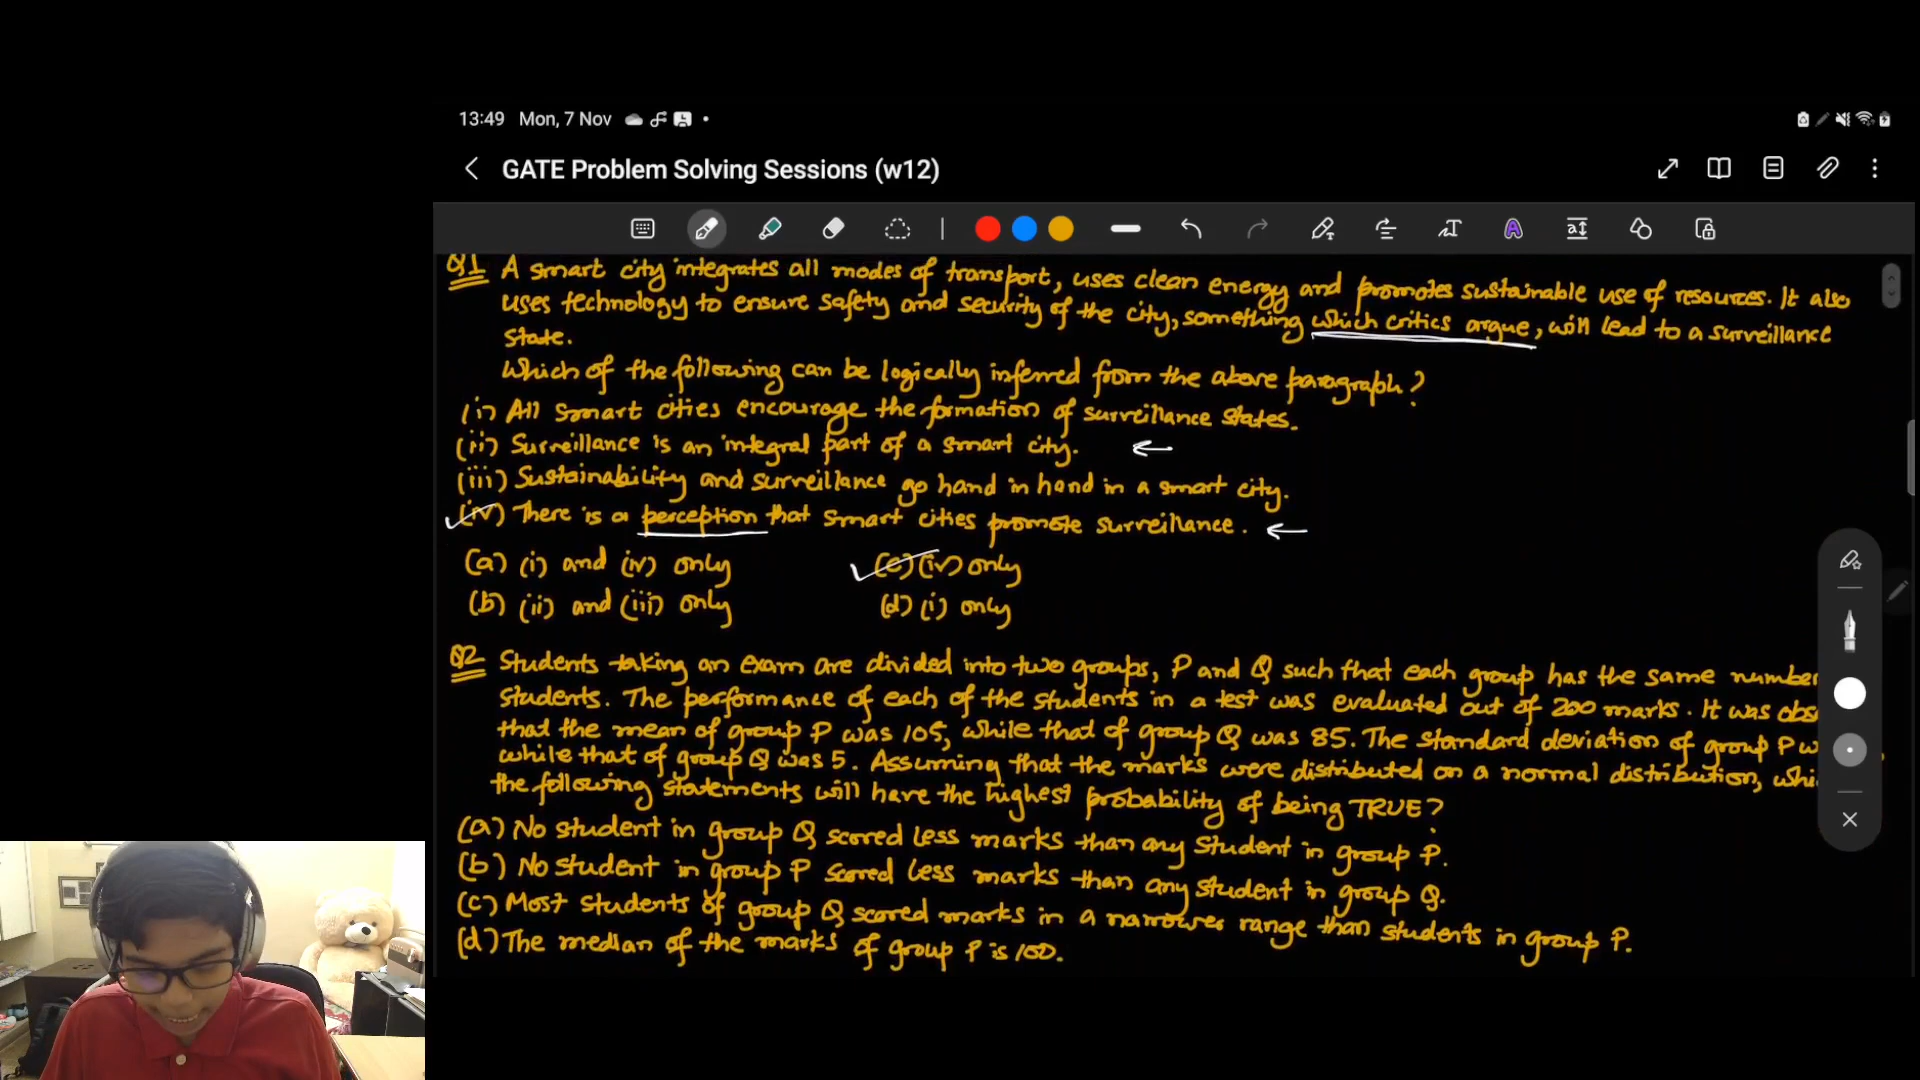 13:49 Mon, 7 Nov
GATE Problem Solving Sessions (w12)
Q1 A smart city integrates all modes of transport, uses clean energy and promotes sustainable use of resources. It also
uses technology to ensure safety and security of the city, something which critics argue, will lead to a surveillance
state.
Which of the following can be logically inferred from the above paragraph?
(i) All smart cities encourage the formation of surveillance states.
(ii) Surveillance is an integral part of a smart city. ←
(iii) Sustainability and surveillance go hand in hand in a smart city.
(iv) There is a perception that smart cities promote surveillance. ←
(a) (i) and (iv) only (c) (iv) only
(b) (ii) and (iii) only (d) (i) only
Q2 Students taking an exam are divided into two groups, P and Q such that each group has the same number
students. The performance of each of the students in a test was evaluated out of 200 marks. It was obs
that the mean of group P was 105, while that of group Q was 85. The standard deviation of group P w
while that of group Q was 5. Assuming that the marks were distributed on a normal distribution, whi
the following statements will have the highest probability of being TRUE?
(a) No student in group Q scored less marks than any student in group P.
(b) No student in group P scored less marks than any student in group Q.
(c) Most students of group Q scored marks in a narrower range than students in group P.
(d) The median of the marks of group P is 100.